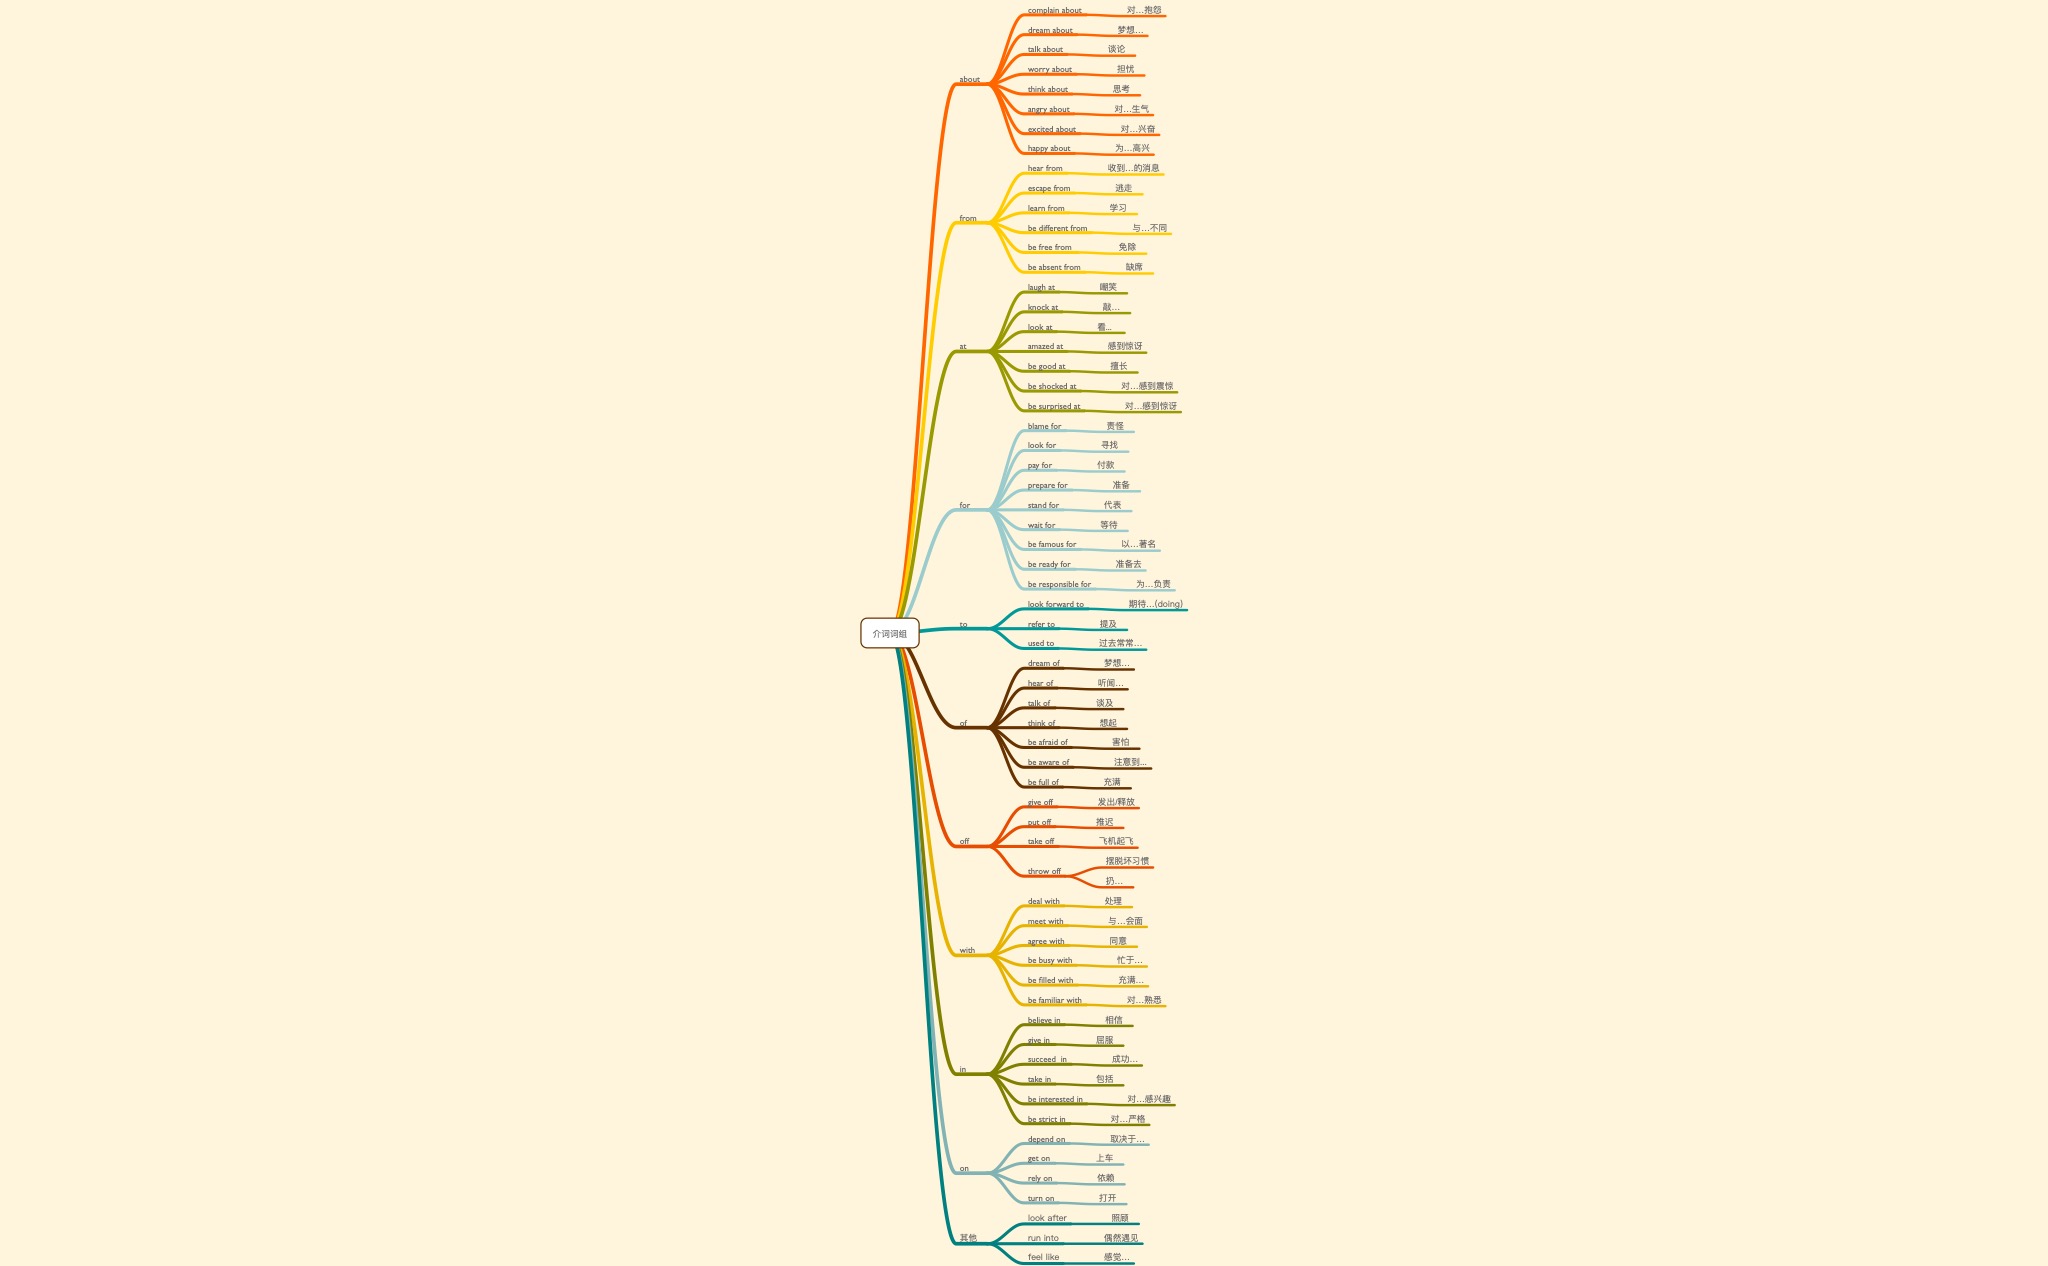 介词词组
about
complain about 对…抱怨
dream about 梦想…
talk about 谈论
worry about 担忧
think about 思考
angry about 对…生气
excited about 对…兴奋
happy about 为…高兴
from
hear from 收到…的消息
escape from 逃走
learn from 学习
be different from 与…不同
be free from 免除
be absent from 缺席
at
laugh at 嘲笑
knock at 敲…
look at 看...
amazed at 感到惊讶
be good at 擅长
be shocked at 对…感到震惊
be surprised at 对…感到惊讶
for
blame for 责怪
look for 寻找
pay for 付款
prepare for 准备
stand for 代表
wait for 等待
be famous for 以…著名
be ready for 准备去
be responsible for 为…负责
to
look forward to 期待…(doing)
refer to 提及
used to 过去常常…
of
dream of 梦想…
hear of 听闻…
talk of 谈及
think of 想起
be afraid of 害怕
be aware of 注意到...
be full of 充满
off
give off 发出/释放
put off 推迟
take off 飞机起飞
throw off 摆脱坏习惯
扔…
with
deal with 处理
meet with 与…会面
agree with 同意
be busy with 忙于…
be filled with 充满…
be familiar with 对…熟悉
in
believe in 相信
give in 屈服
succeed  in 成功…
take in 包括
be interested in 对…感兴趣
be strict in 对…严格
on
depend on 取决于…
get on 上车
rely on 依赖
turn on 打开
其他
look after 照顾
run into 偶然遇见
feel like 感觉…